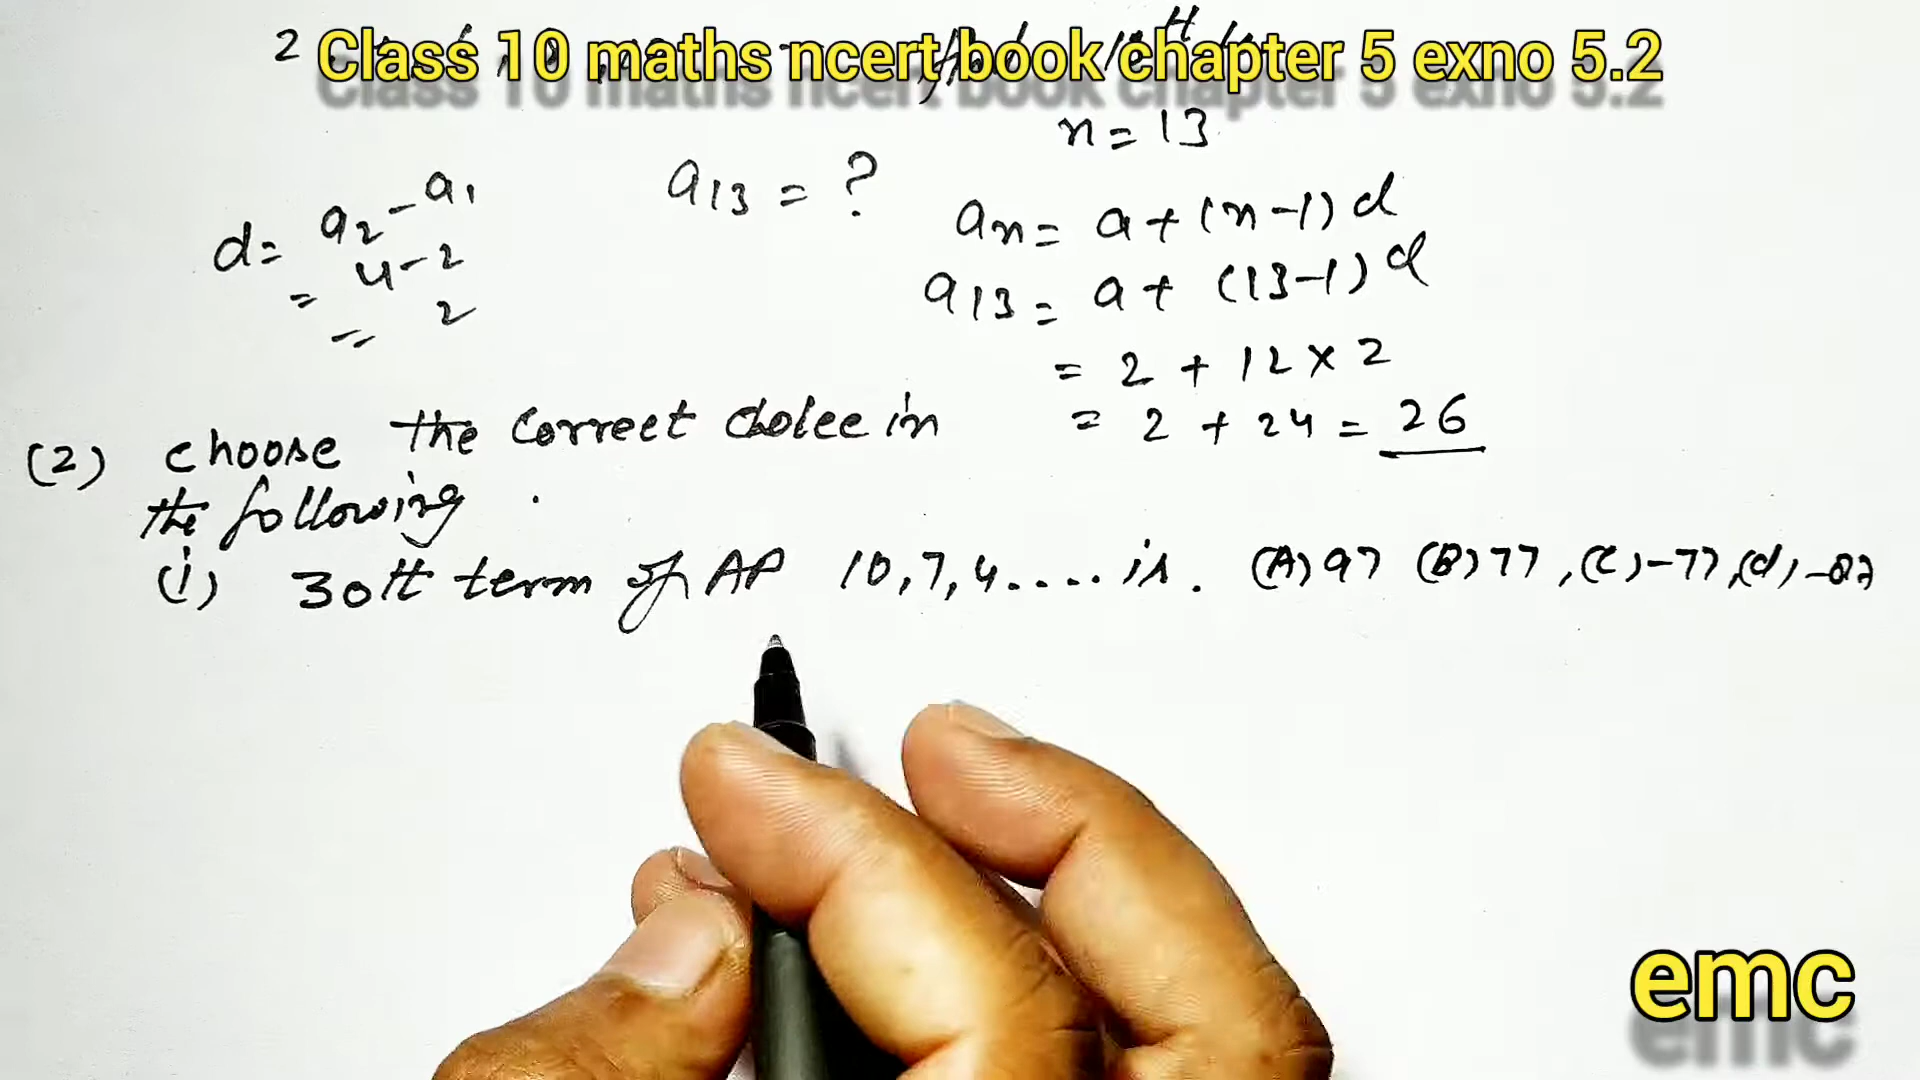 Class 10 maths ncert book chapter 5 exno 5.2
2
n = 13
d = a2 - a1
= 4 - 2
= 2
a13 = ?
an = a + (n-1) d
a13 = a + (13-1) d
= 2 + 12 x 2
= 2 + 24 = 26
(2) choose the correct choice in
the following .
(i) 30th term of AP 10, 7, 4 .... is. (A) 97 (B) 77, (C) -77, (d) -87
emc